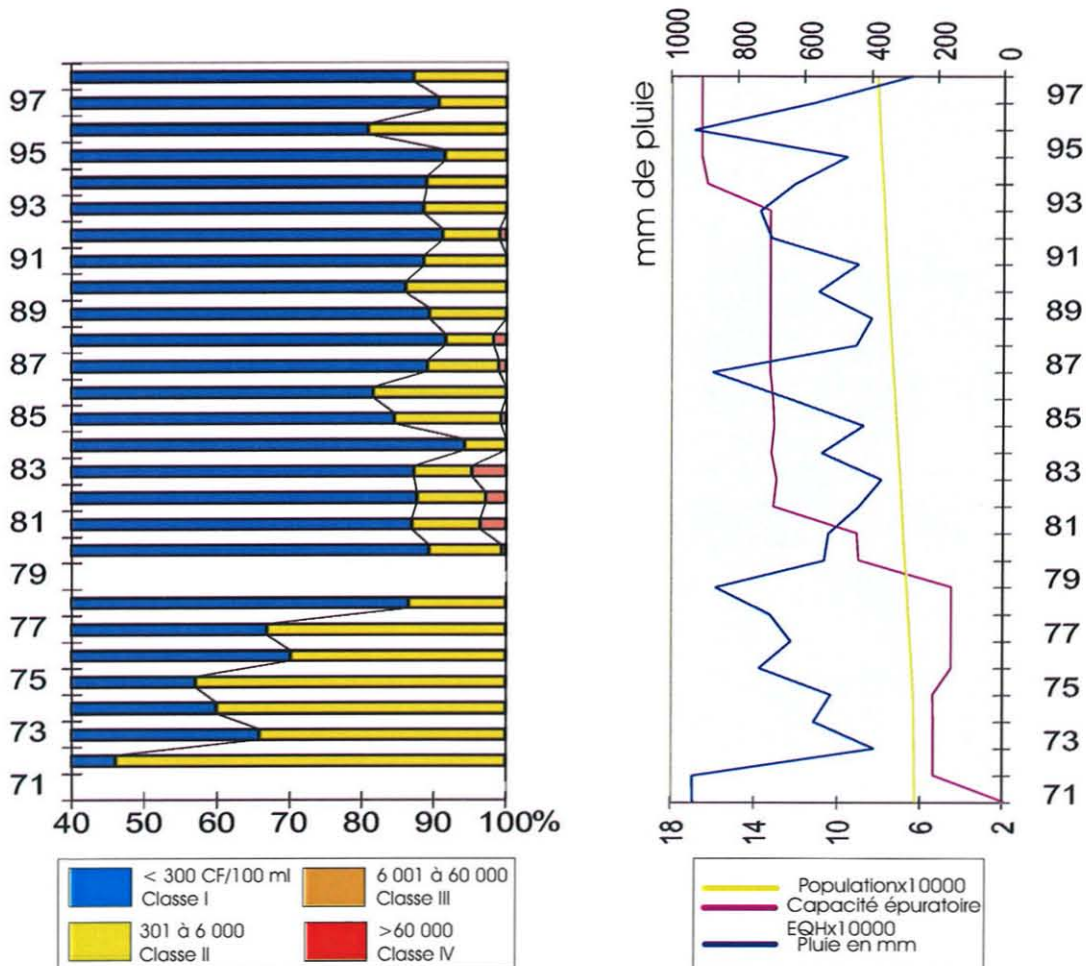 97
95
93
91
89
87
85
83
81
79
77
75
73
71
40 50 60 70 80 90 100%
< 300 CF/100 ml
Classe I
6 001 à 60 000
Classe III
301 à 6 000
Classe II
>60 000
Classe IV
1000 800 600 400 200 0
mm de pluie
97
95
93
91
89
87
85
83
81
79
77
75
73
71
18 14 10 6 2
Populationx10000
Capacité épuratoire
EQHx10000
Pluie en mm